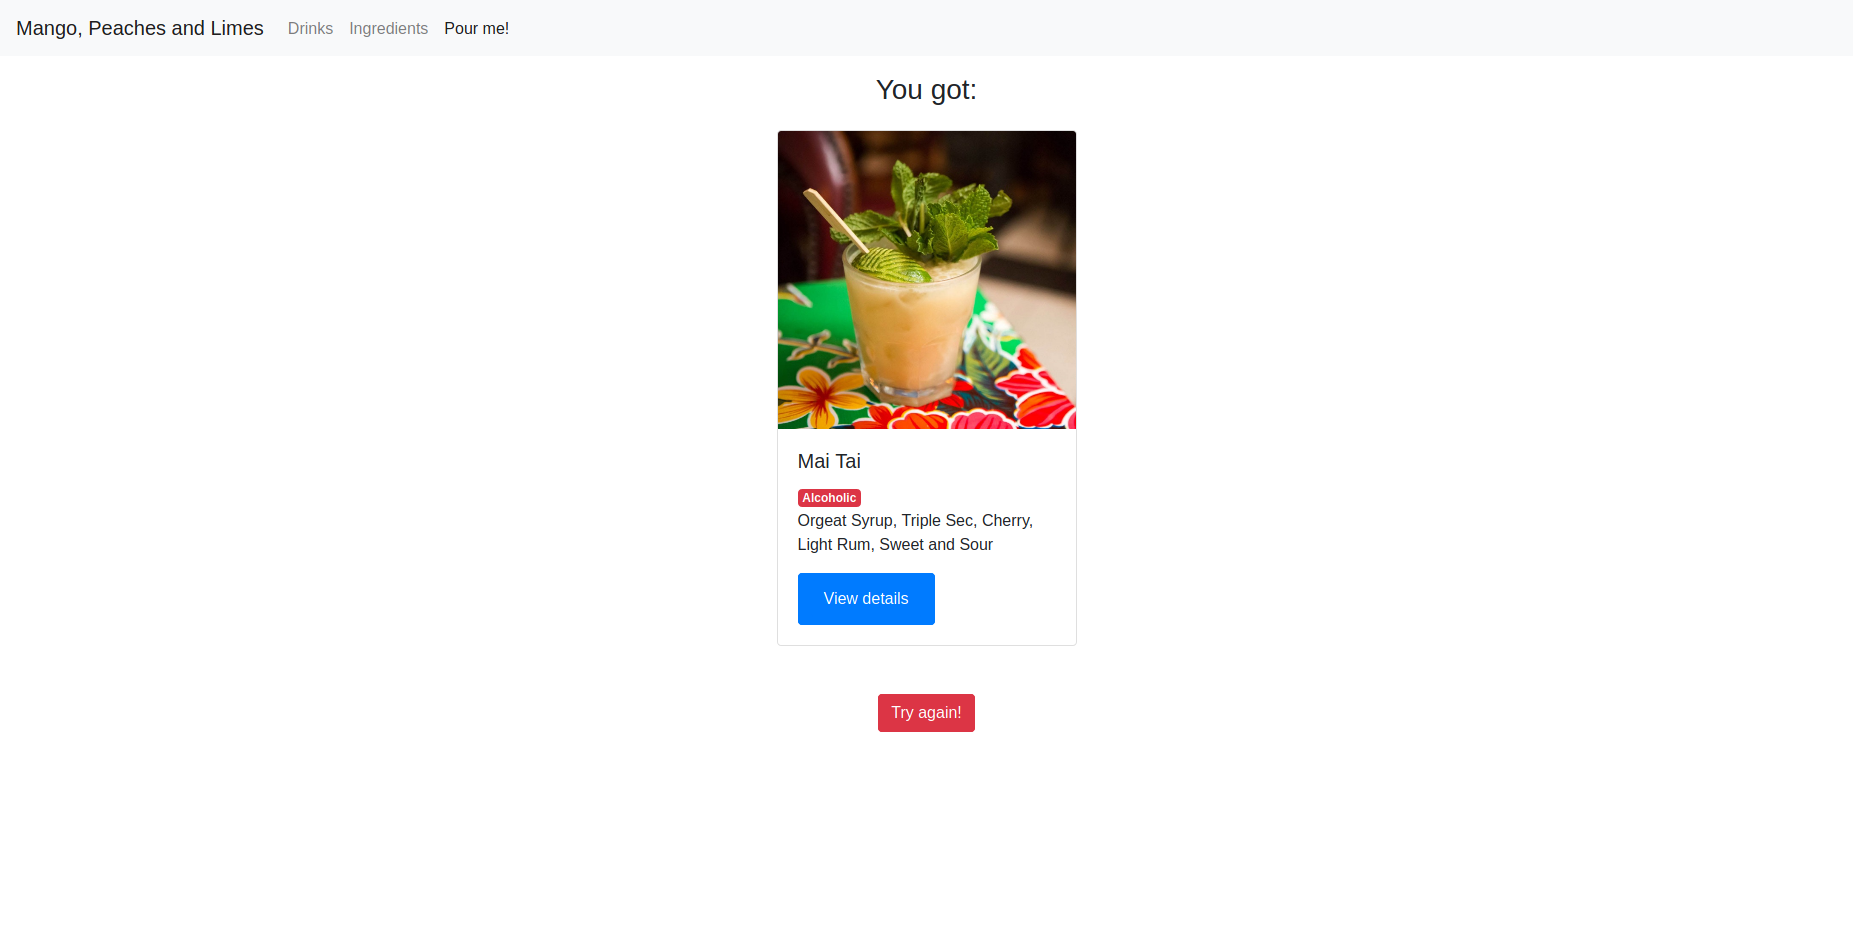 Mango, Peaches and Limes Drinks Ingredients Pour me!
You got:
Mai Tai
Alcoholic
Orgeat Syrup, Triple Sec, Cherry,
Light Rum, Sweet and Sour
View details
Try again!